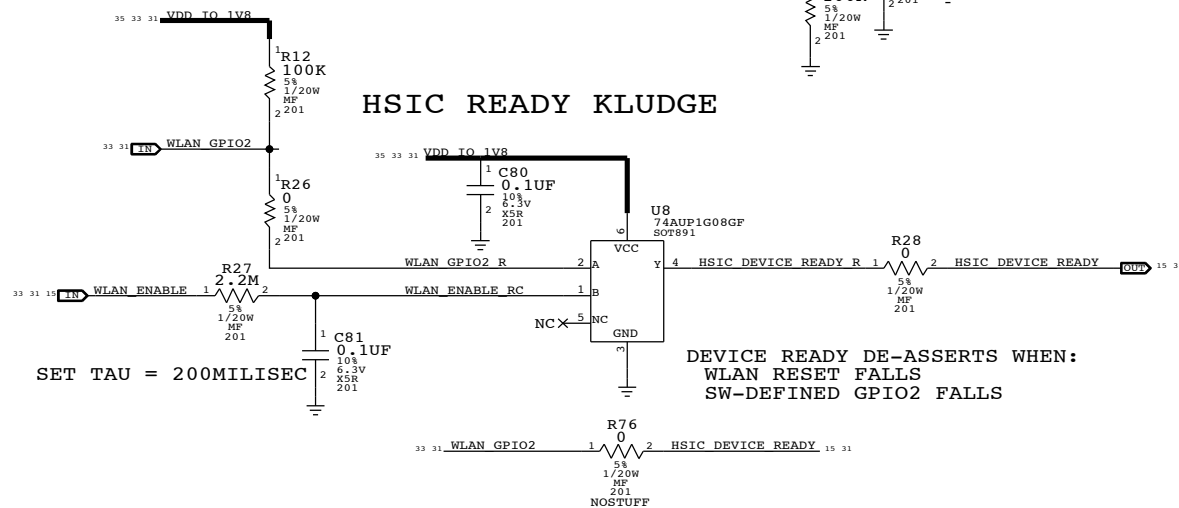 35 33 31 VDD_IO_1V8
1 R12
100K
5%
1/20W
MF
2 201
5%
1/20W
MF
2 201
2 201
HSIC READY KLUDGE
33 31 IN WLAN_GPIO2
35 33 31 VDD_IO_1V8
1 C80
0.1UF
10%
2 6.3V
X5R
201
1 R26
0
5%
1/20W
MF
2 201
U8
74AUP1G08GF
SOT891
6
VCC
WLAN_GPIO2_R 2 A
Y 4 HSIC_DEVICE_READY_R 1 R28 2 HSIC_DEVICE_READY OUT 15 3
0
5%
1/20W
MF
201
R27
2.2M
33 31 15 IN WLAN_ENABLE 1 2 WLAN_ENABLE_RC 1 B
5%
1/20W
MF
201
NC 5 NC
GND
3
1 C81
0.1UF
10%
2 6.3V
X5R
201
SET TAU = 200MILISEC
DEVICE READY DE-ASSERTS WHEN:
WLAN RESET FALLS
SW-DEFINED GPIO2 FALLS
R76
0
33 31 WLAN_GPIO2 1 2 HSIC_DEVICE_READY 15 31
5%
1/20W
MF
201
NOSTUFF